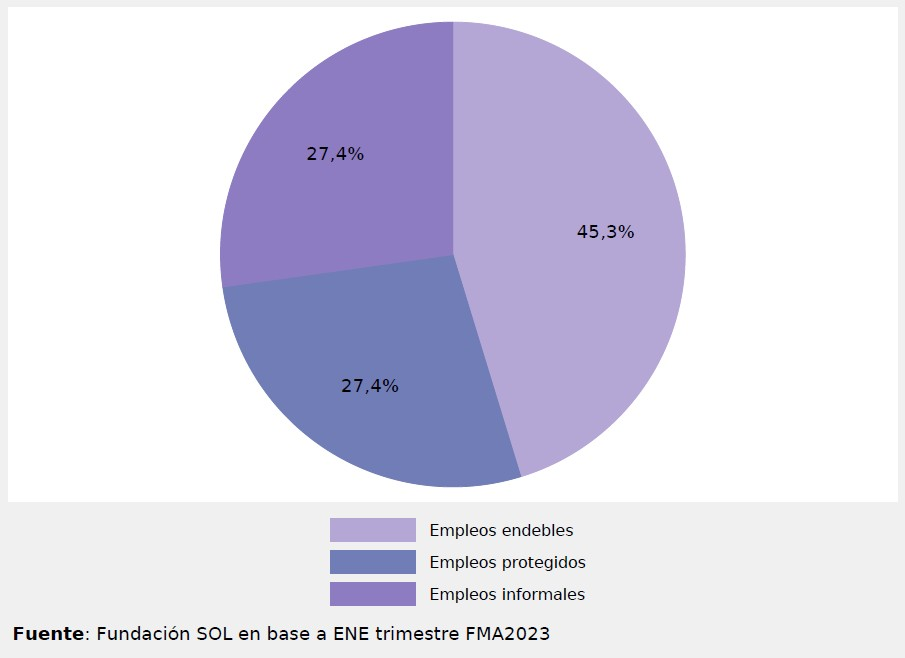 27,4%
45,3%
27,4%
Empleos endebles
Empleos protegidos
Empleos informales
Fuente: Fundación SOL en base a ENE trimestre FMA2023